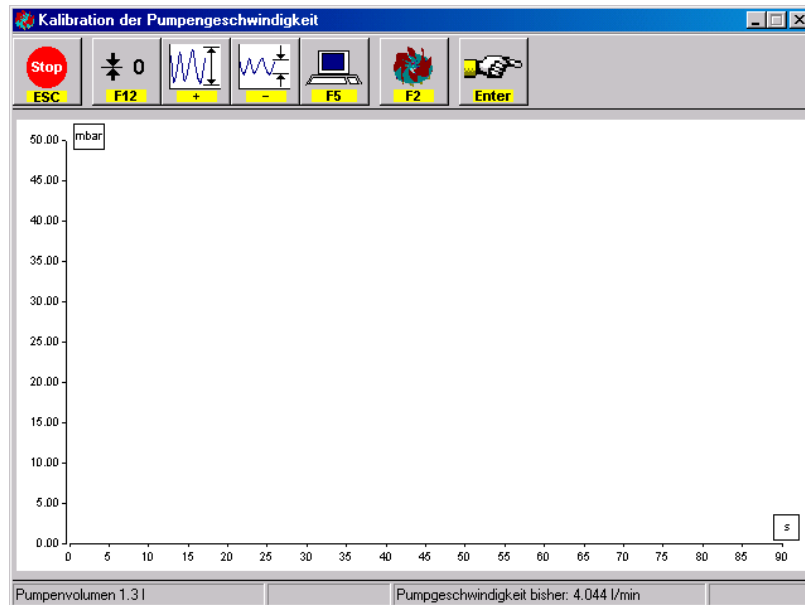 Kalibration der Pumpengeschwindigkeit
Stop 0
ESC F12 + - F5 F2 Enter
mbar
50.00
45.00
40.00
35.00
30.00
25.00
20.00
15.00
10.00
5.00
0.00
s
0 5 10 15 20 25 30 35 40 45 50 55 60 65 70 75 80 85 90
Pumpenvolumen 1.3 l Pumpgeschwindigkeit bisher: 4.044 l/min